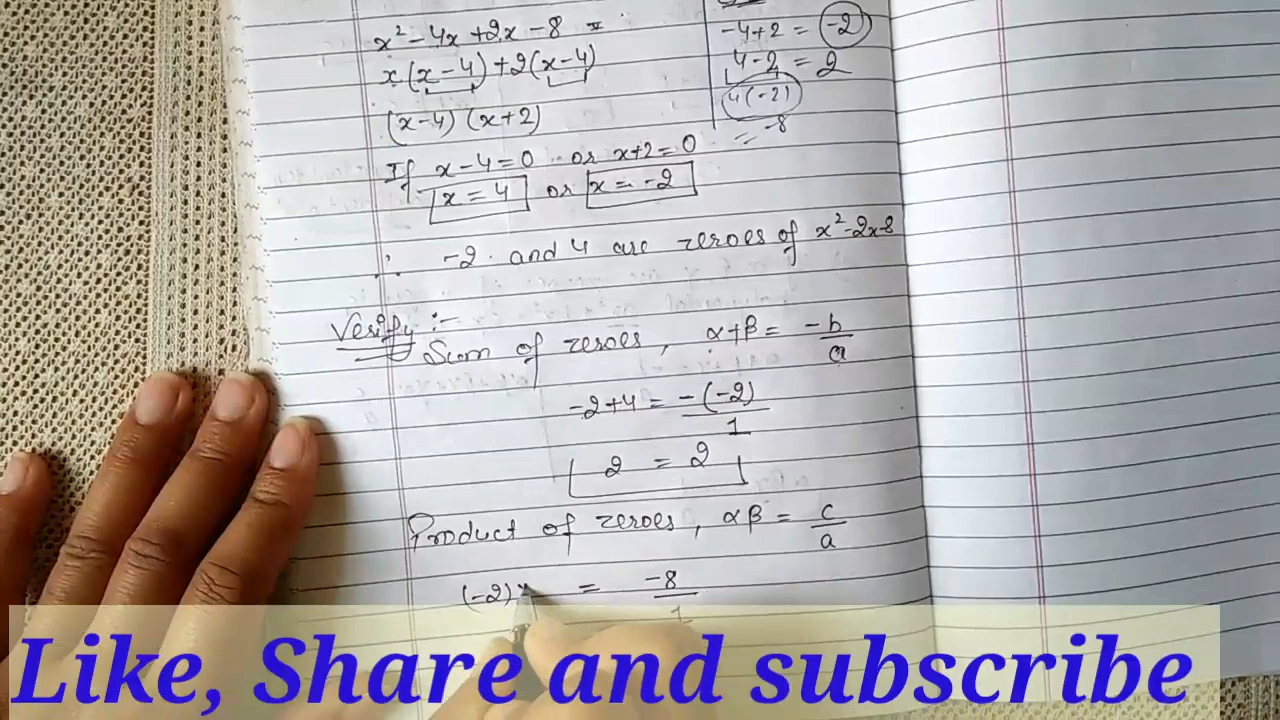 x² - 4x + 2x - 8 =
x(x-4) + 2(x-4)
(x-4) (x+2)
If x-4=0 or x+2=0
x = 4 or x = -2
∴ -2 and 4 are zeroes of x²-2x-8
-4+2 = -2
4-2 = 2
4(-2)
= -8
Verify :-
Sum of zeroes, α+β = -b/a
-2+4 = -(-2)/1
2 = 2
Product of zeroes, αβ = c/a
(-2)x = -8/1
Like, Share and subscribe